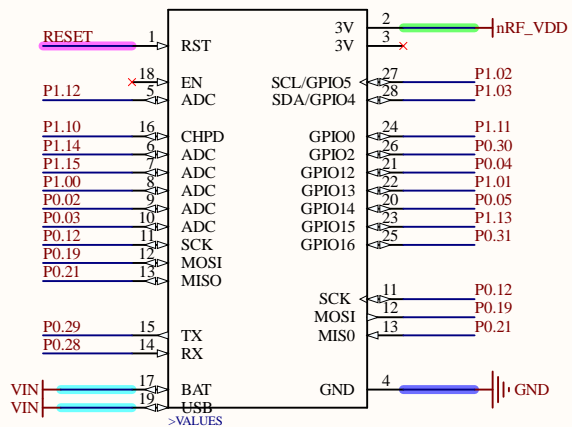 2 3V nRF_VDD
RESET 1 RST 3V 3
18 EN SCL/GPIO5 27 P1.02
P1.12 5 ADC SDA/GPIO4 28 P1.03
P1.10 16 CHPD GPIO0 24 P1.11
P1.14 6 ADC GPIO2 26 P0.30
P1.15 7 ADC GPIO12 21 P0.04
P1.00 8 ADC GPIO13 22 P1.01
P0.02 9 ADC GPIO14 20 P0.05
P0.03 10 ADC GPIO15 23 P1.13
P0.12 11 SCK GPIO16 25 P0.31
P0.19 12 MOSI
P0.21 13 MISO
SCK 11 P0.12
MOSI 12 P0.19
P0.29 15 TX MIS0 13 P0.21
P0.28 14 RX
VIN 17 BAT GND 4 GND
VIN 19 USB
>VALUES